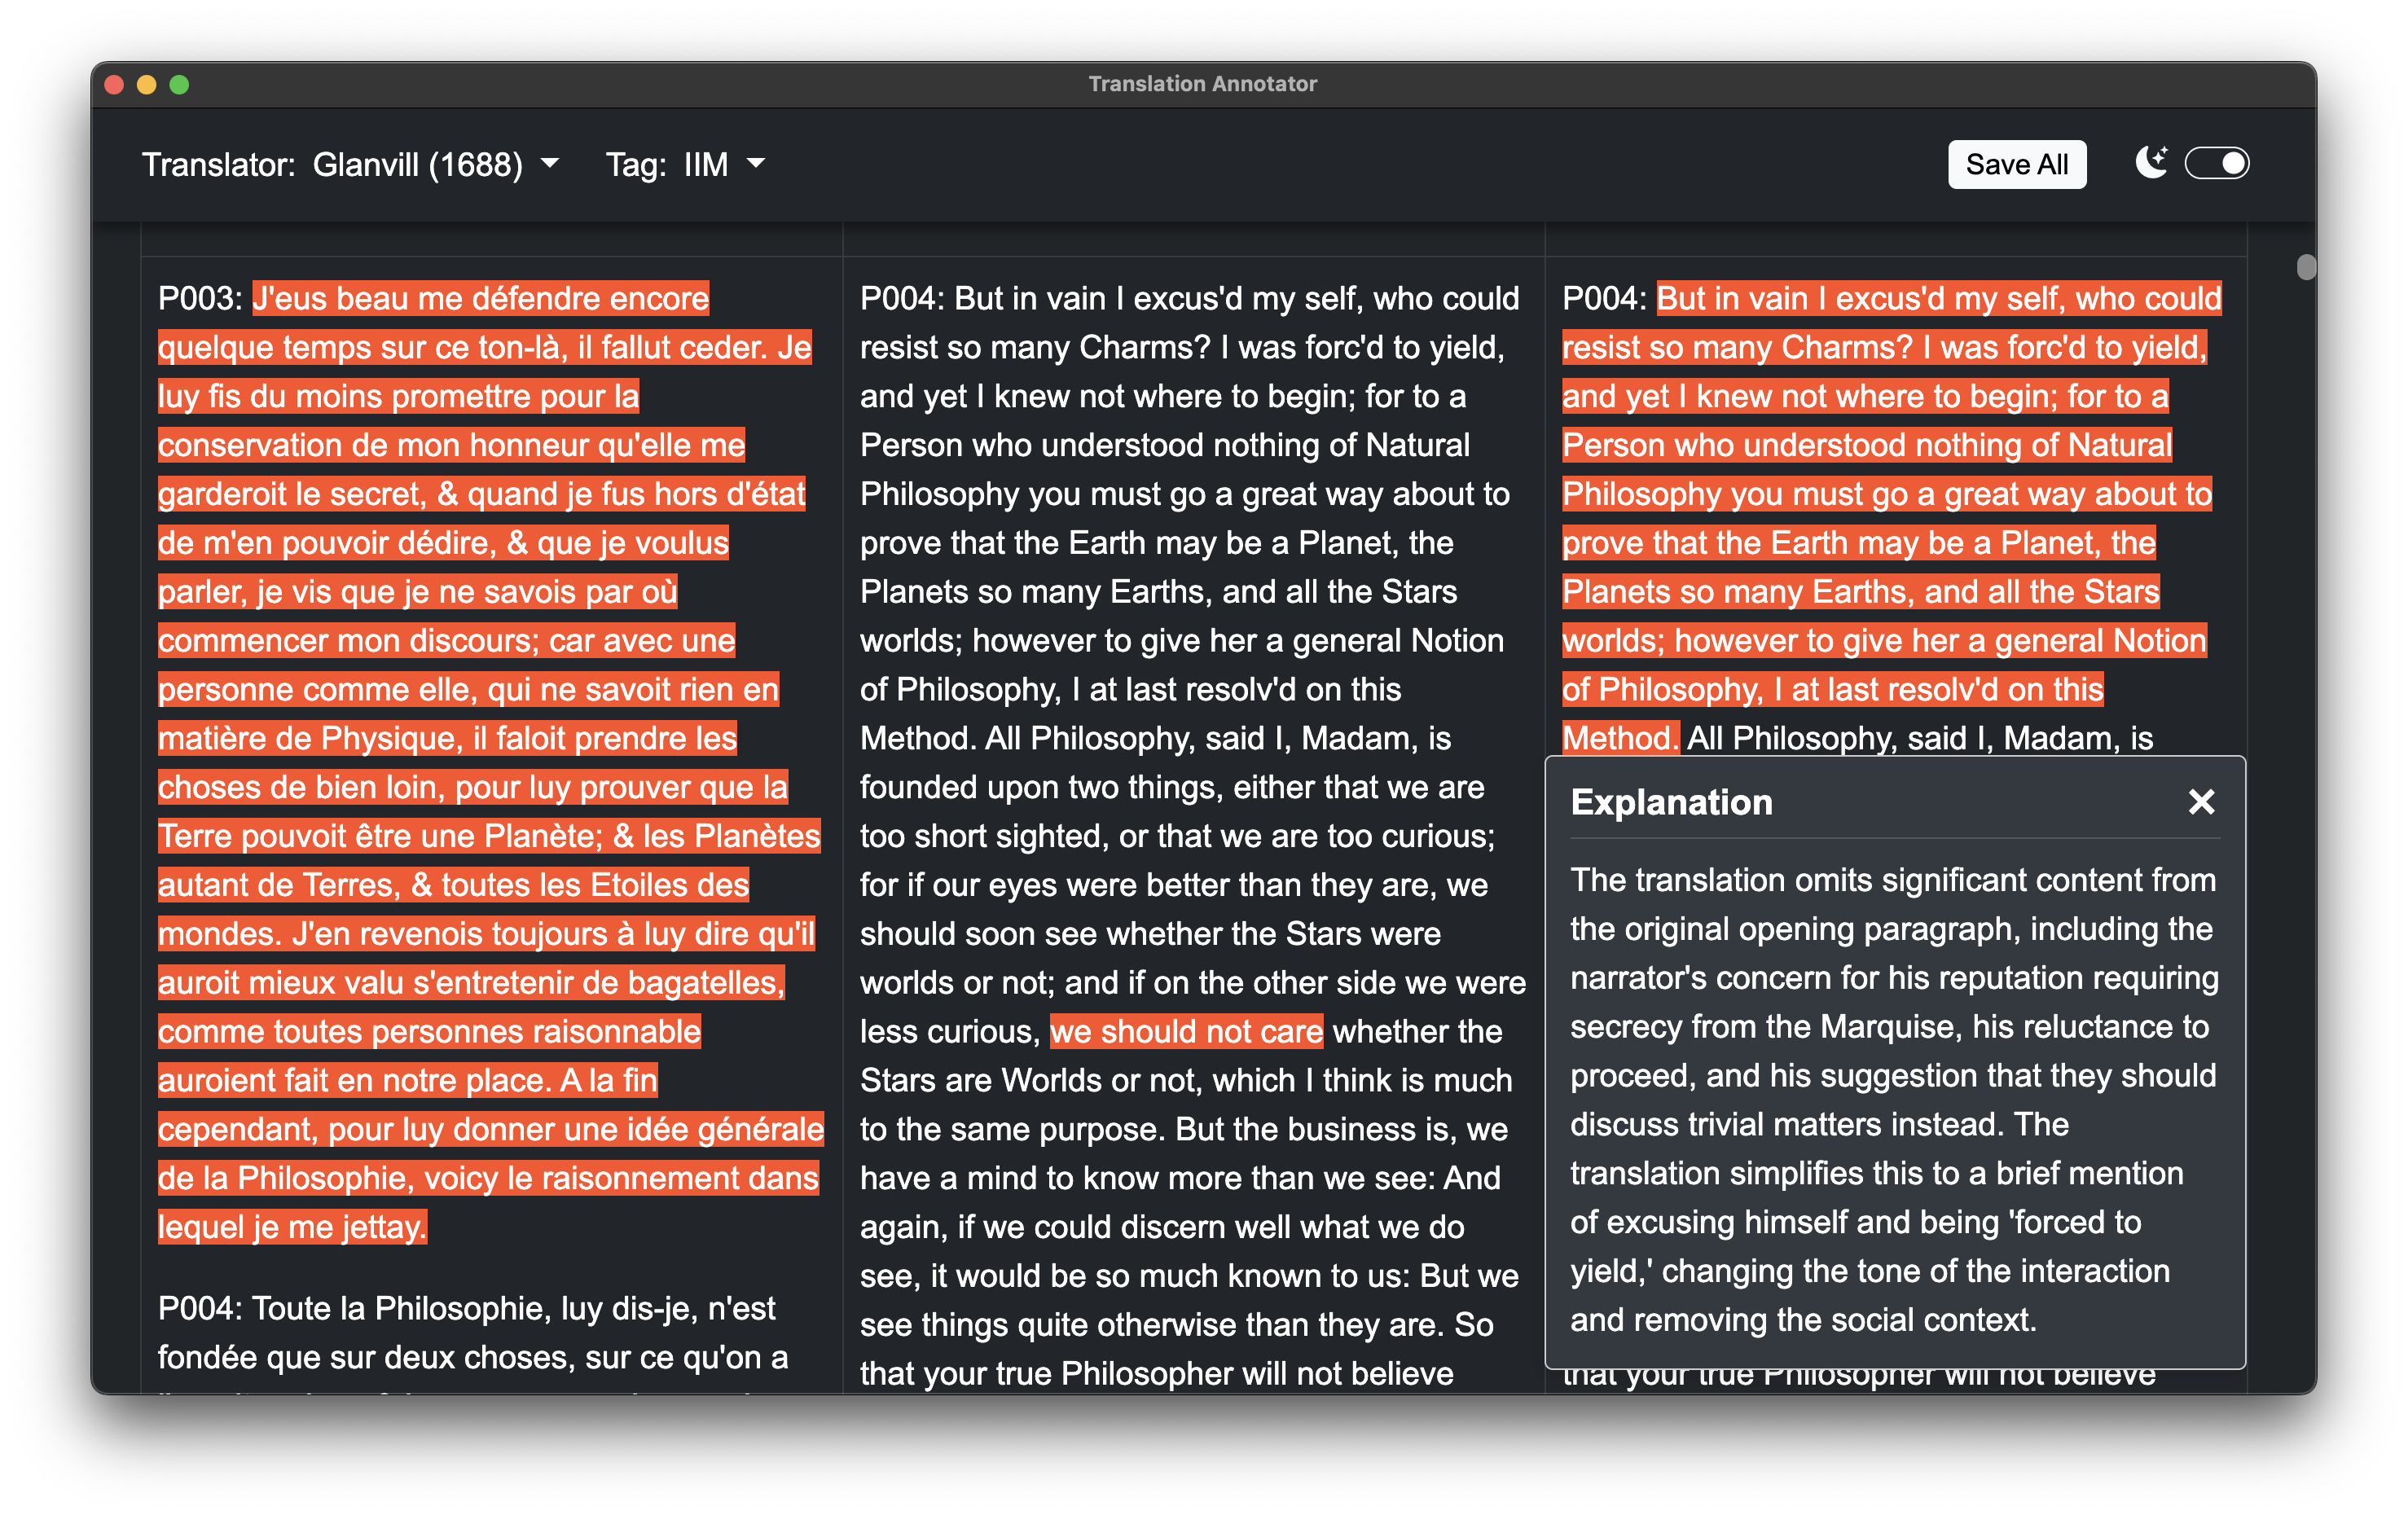 Translation Annotator
Translator: Glanvill (1688) Tag: IIM Save All
P003: J'eus beau me défendre encore
quelque temps sur ce ton-là, il fallut ceder. Je
luy fis du moins promettre pour la
conservation de mon honneur qu'elle me
garderoit le secret, & quand je fus hors d'état
de m'en pouvoir dédire, & que je voulus
parler, je vis que je ne savois par où
commencer mon discours; car avec une
personne comme elle, qui ne savoit rien en
matière de Physique, il faloit prendre les
choses de bien loin, pour luy prouver que la
Terre pouvoit être une Planète; & les Planètes
autant de Terres, & toutes les Etoiles des
mondes. J'en revenois toujours à luy dire qu'il
auroit mieux valu s'entretenir de bagatelles,
comme toutes personnes raisonnable
auroient fait en notre place. A la fin
cependant, pour luy donner une idée générale
de la Philosophie, voicy le raisonnement dans
lequel je me jettay.
P004: Toute la Philosophie, luy dis-je, n'est
fondée que sur deux choses, sur ce qu'on a
P004: But in vain I excus'd my self, who could
resist so many Charms? I was forc'd to yield,
and yet I knew not where to begin; for to a
Person who understood nothing of Natural
Philosophy you must go a great way about to
prove that the Earth may be a Planet, the
Planets so many Earths, and all the Stars
worlds; however to give her a general Notion
of Philosophy, I at last resolv'd on this
Method. All Philosophy, said I, Madam, is
founded upon two things, either that we are
too short sighted, or that we are too curious;
for if our eyes were better than they are, we
should soon see whether the Stars were
worlds or not; and if on the other side we were
less curious, we should not care whether the
Stars are Worlds or not, which I think is much
to the same purpose. But the business is, we
have a mind to know more than we see: And
again, if we could discern well what we do
see, it would be so much known to us: But we
see things quite otherwise than they are. So
that your true Philosopher will not believe
P004: But in vain I excus'd my self, who could
resist so many Charms? I was forc'd to yield,
and yet I knew not where to begin; for to a
Person who understood nothing of Natural
Philosophy you must go a great way about to
prove that the Earth may be a Planet, the
Planets so many Earths, and all the Stars
worlds; however to give her a general Notion
of Philosophy, I at last resolv'd on this
Method. All Philosophy, said I, Madam, is
Explanation
The translation omits significant content from
the original opening paragraph, including the
narrator's concern for his reputation requiring
secrecy from the Marquise, his reluctance to
proceed, and his suggestion that they should
discuss trivial matters instead. The
translation simplifies this to a brief mention
of excusing himself and being 'forced to
yield,' changing the tone of the interaction
and removing the social context.
that your true Philosopher will not believe